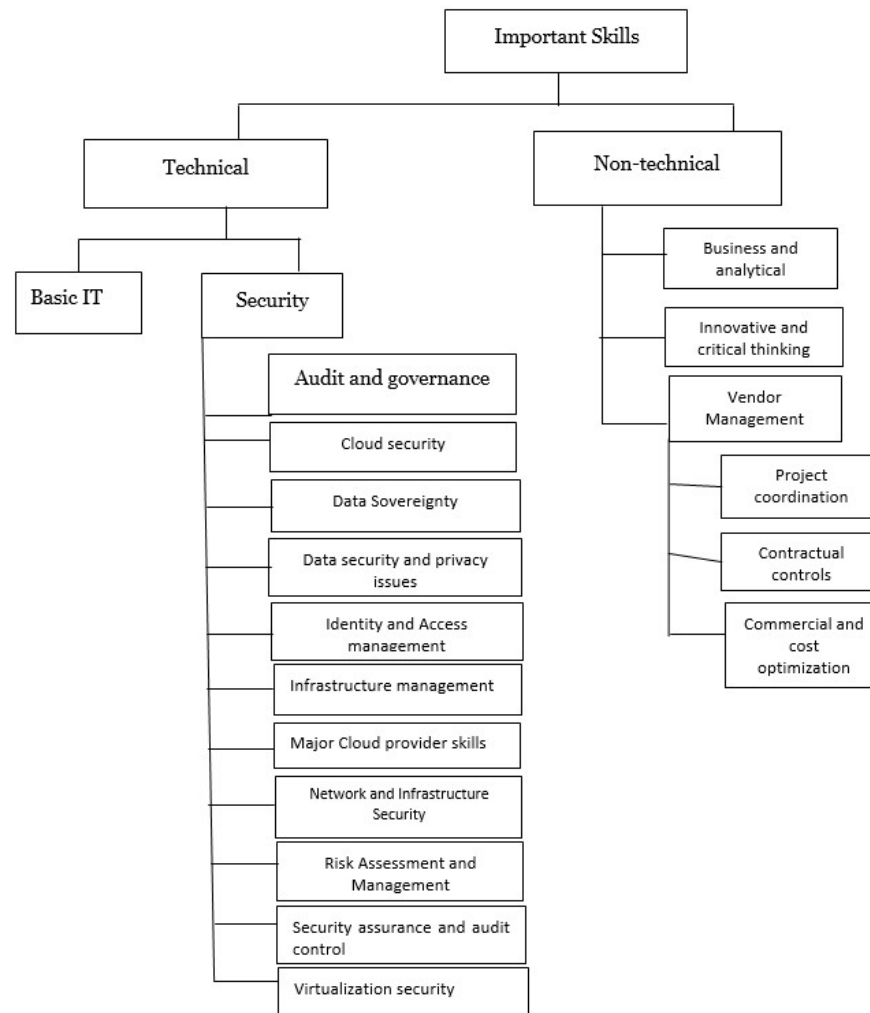 Important Skills
Technical
Non-technical
Basic IT
Security
Audit and governance
Cloud security
Data Sovereignty
Data security and privacy
issues
Identity and Access
management
Infrastructure management
Major Cloud provider skills
Network and Infrastructure
Security
Risk Assessment and
Management
Security assurance and audit
control
Virtualization security
Business and
analytical
Innovative and
critical thinking
Vendor
Management
Project
coordination
Contractual
controls
Commercial and
cost
optimization